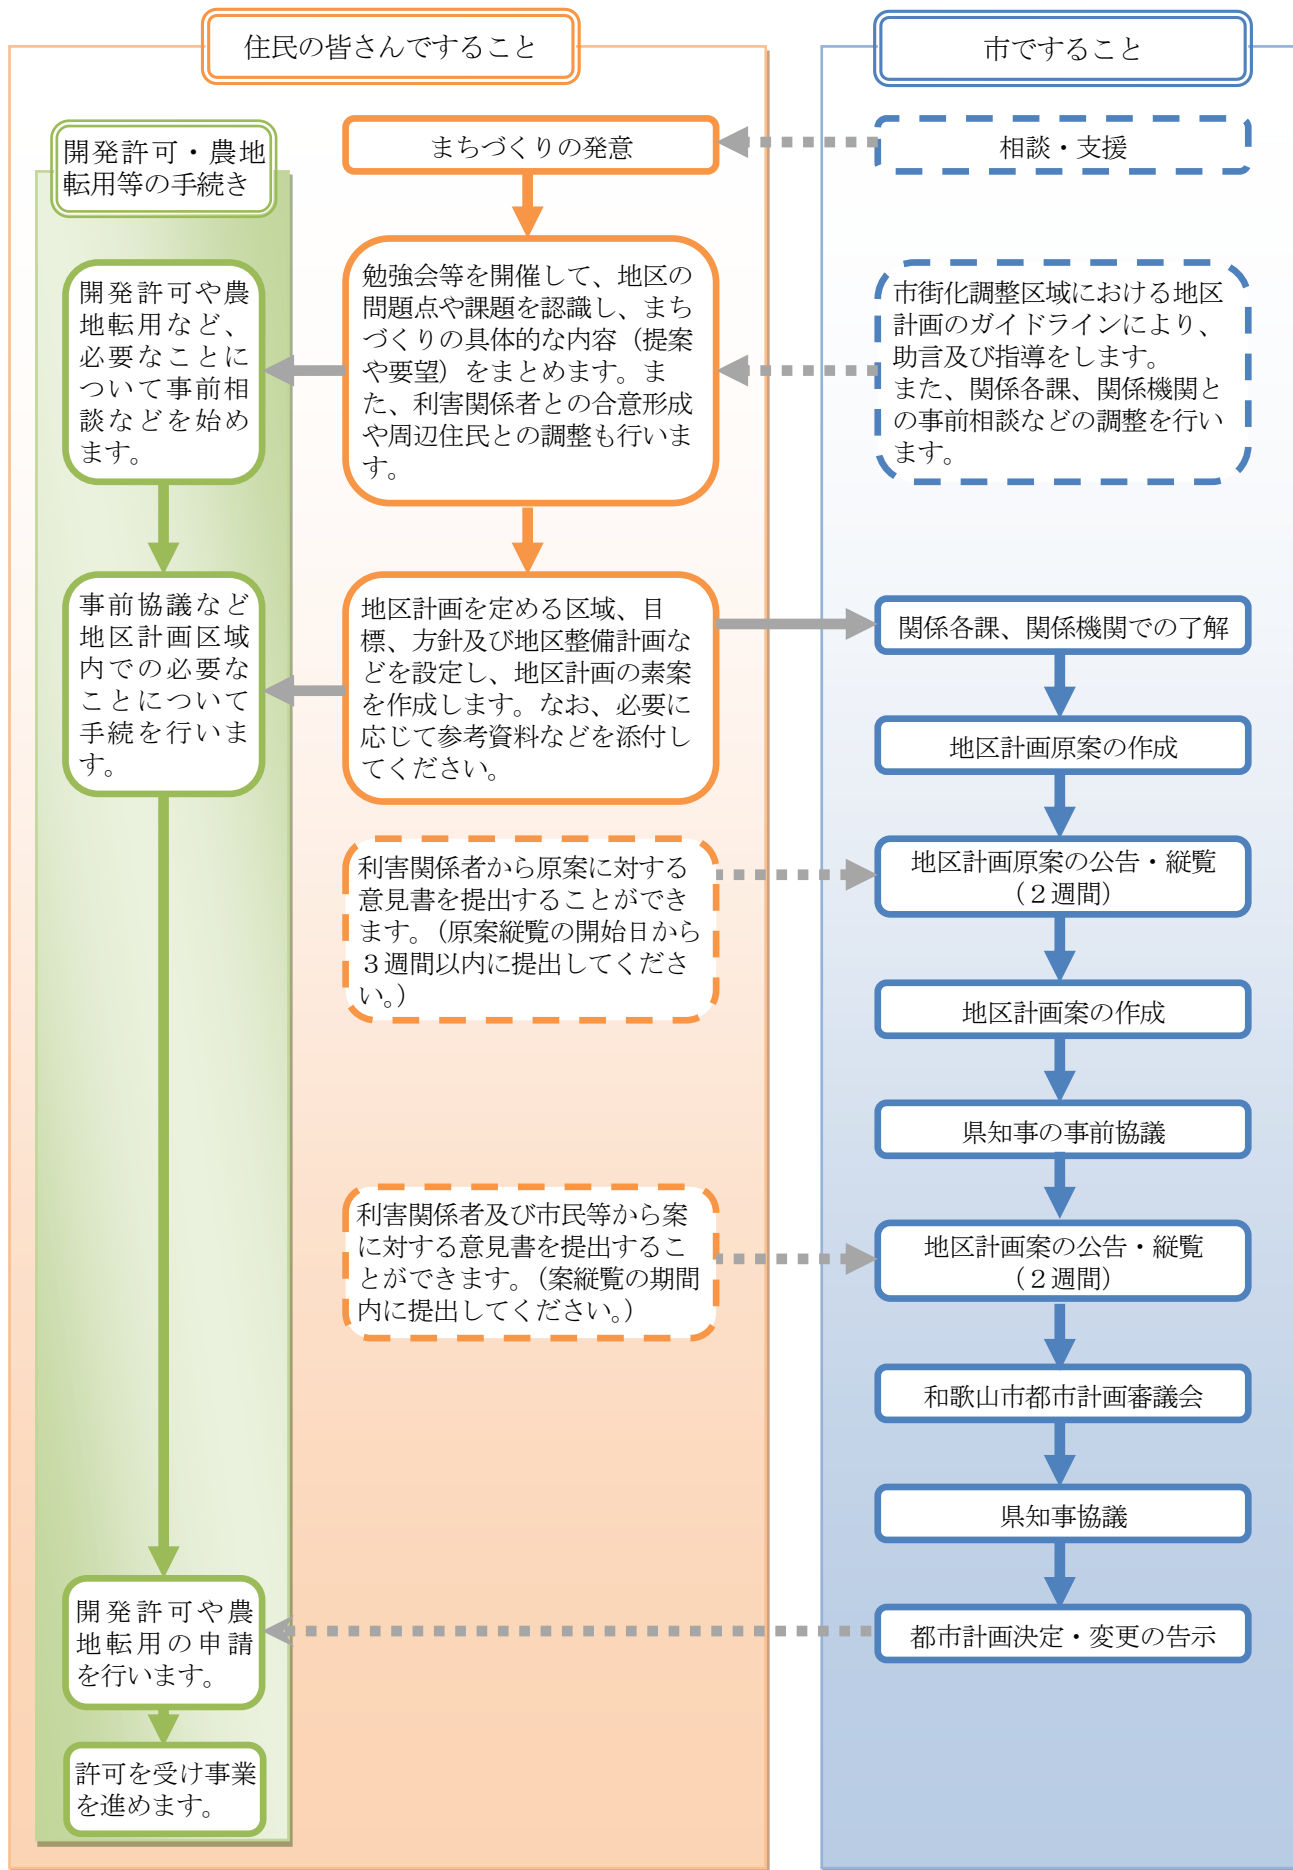 住民の皆さんですること
市ですること
開発許可・農地
転用等の手続き
まちづくりの発意
相談・支援
開発許可や農
地転用など、
必要なことに
ついて事前相
談などを始め
ます。
勉強会等を開催して、地区の
問題点や課題を認識し、まち
づくりの具体的な内容（提案
や要望）をまとめます。ま
た、利害関係者との合意形成
や周辺住民との調整も行いま
す。
市街化調整区域における地区
計画のガイドラインにより、
助言及び指導をします。
また、関係各課、関係機関と
の事前相談などの調整を行い
ます。
事前協議など
地区計画区域
内での必要な
ことについて
手続を行いま
す。
地区計画を定める区域、目
標、方針及び地区整備計画な
どを設定し、地区計画の素案
を作成します。なお、必要に
応じて参考資料などを添付し
てください。
関係各課、関係機関での了解
地区計画原案の作成
利害関係者から原案に対する
意見書を提出することができ
ます。（原案縦覧の開始日から
３週間以内に提出してくださ
い。）
地区計画原案の公告・縦覧
（２週間）
地区計画案の作成
県知事の事前協議
利害関係者及び市民等から案
に対する意見書を提出するこ
とができます。（案縦覧の期間
内に提出してください。）
地区計画案の公告・縦覧
（２週間）
和歌山市都市計画審議会
県知事協議
都市計画決定・変更の告示
開発許可や農
地転用の申請
を行います。
許可を受け事業
を進めます。